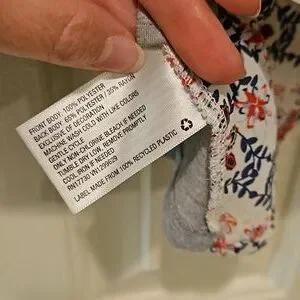 FRONT BODY: 100% POLYESTER
BACK BODY: 65% POLYESTER / 35% RAYON
EXCLUSIVE OF DECORATION
MACHINE WASH COLD WITH LIKE COLORS
GENTLE CYCLE
ONLY NON-CHLORINE BLEACH IF NEEDED
TUMBLE DRY LOW, REMOVE PROMPTLY
COOL IRON IF NEEDED
RN17730 VN1299629
LABEL MADE FROM 100% RECYCLED PLASTIC